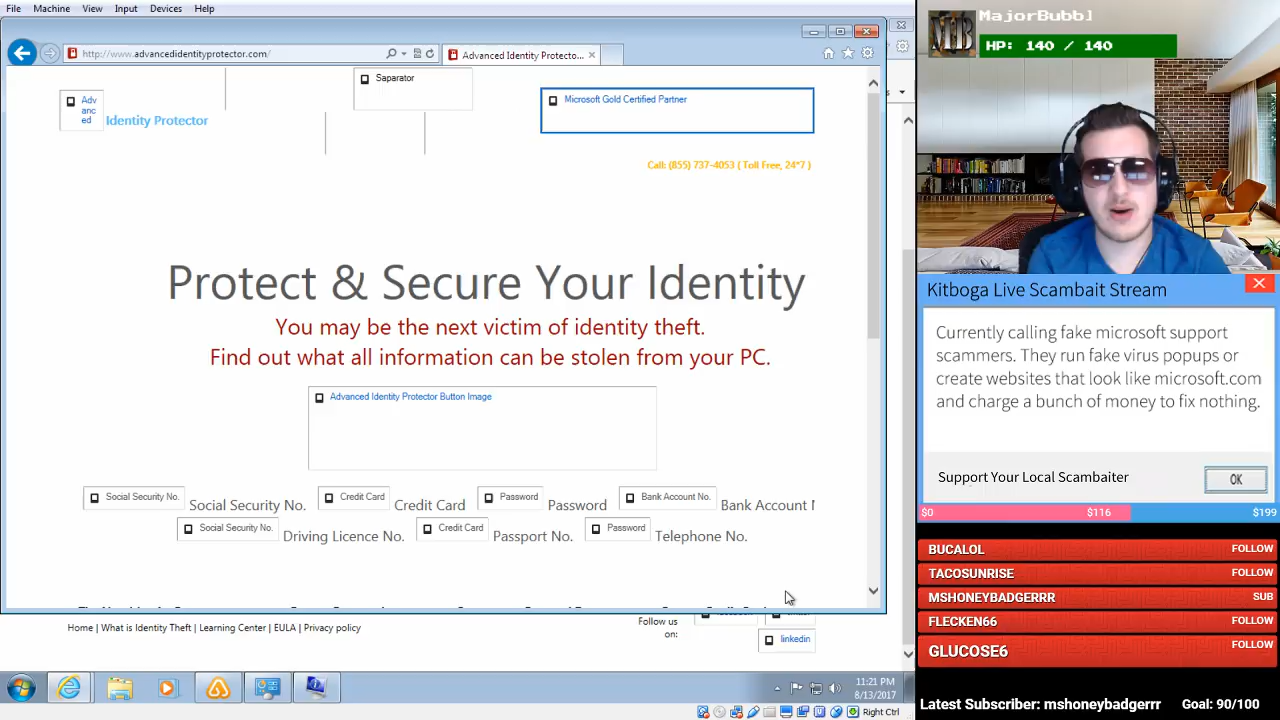 File Machine View Input Devices Help
http://www.advancedidentityprotector.com/
Advanced Identity Protecto...
Saparator
Adv
anc
ed
Identity Protector
Microsoft Gold Certified Partner
Call: (855) 737-4053 ( Toll Free, 24*7 )
Protect & Secure Your Identity
You may be the next victim of identity theft.
Find out what all information can be stolen from your PC.
Advanced Identity Protector Button Image
Social Security No. Social Security No. Credit Card Credit Card Password Password Bank Account No. Bank Account
Social Security No. Driving Licence No. Credit Card Passport No. Password Telephone No.
Home | What is Identity Theft | Learning Center | EULA | Privacy policy
Follow us
on:
linkedin
11:21 PM
8/13/2017
Right Ctrl
MajorBubbl
MB
HP: 140 / 140
Kitboga Live Scambait Stream
Currently calling fake microsoft support
scammers. They run fake virus popups or
create websites that look like microsoft.com
and charge a bunch of money to fix nothing.
Support Your Local Scambaiter
OK
$0 $116 $199
BUCALOL FOLLOW
TACOSUNRISE FOLLOW
MSHONEYBADGERRR SUB
FLECKEN66 FOLLOW
GLUCOSE6 FOLLOW
Latest Subscriber: mshoneybadgerrr Goal: 90/100